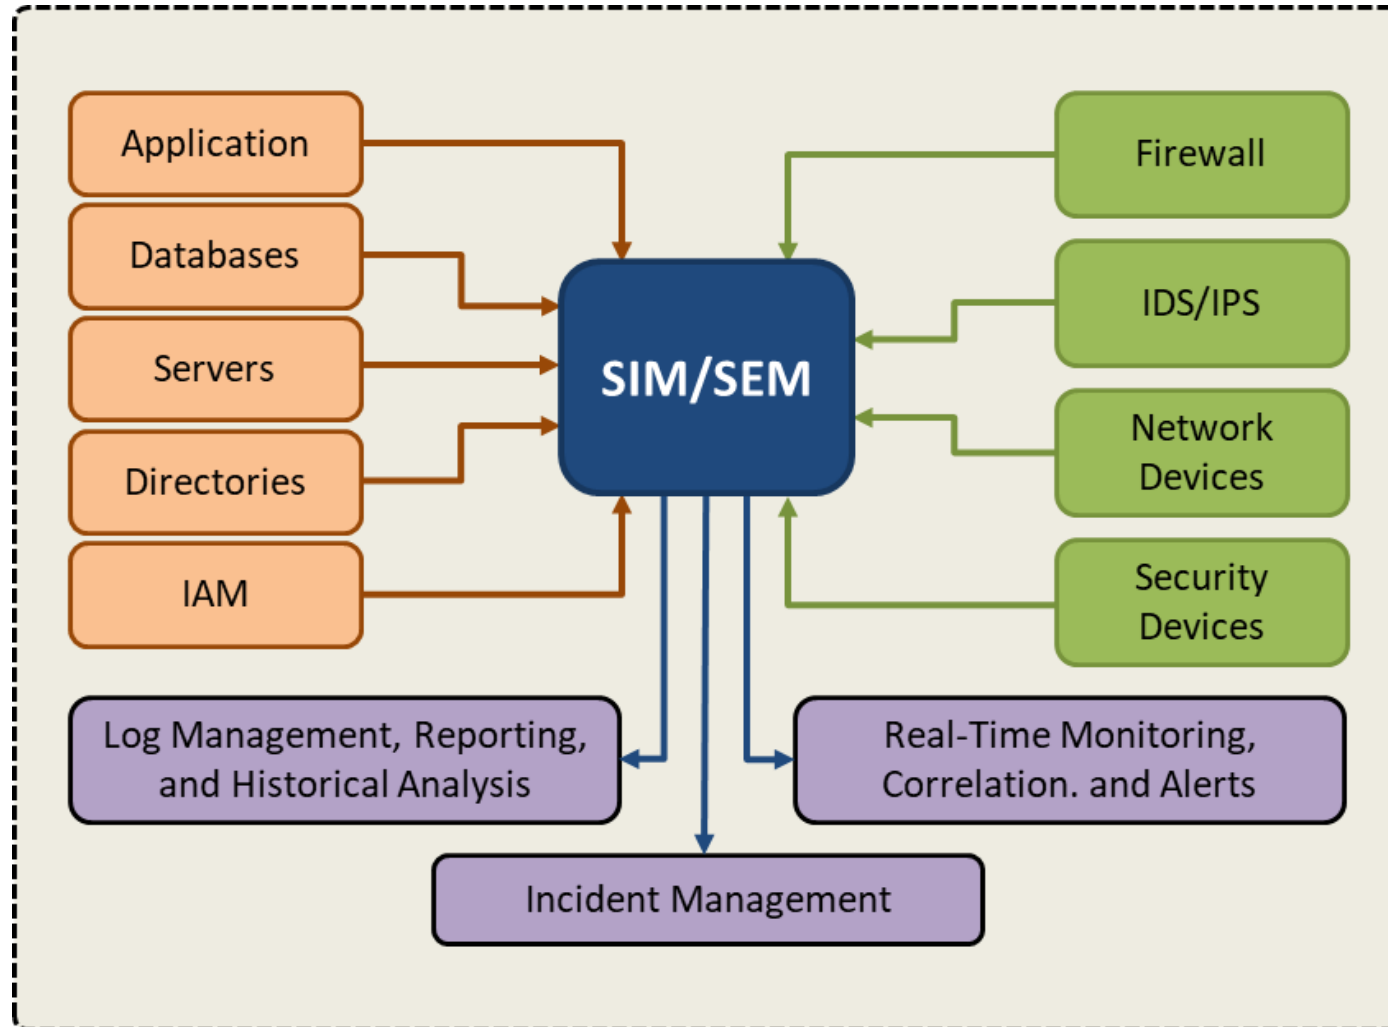 Application
Databases
Servers
Directories
IAM
SIM/SEM
Firewall
IDS/IPS
Network
Devices
Security
Devices
Log Management, Reporting,
and Historical Analysis
Real-Time Monitoring,
Correlation. and Alerts
Incident Management